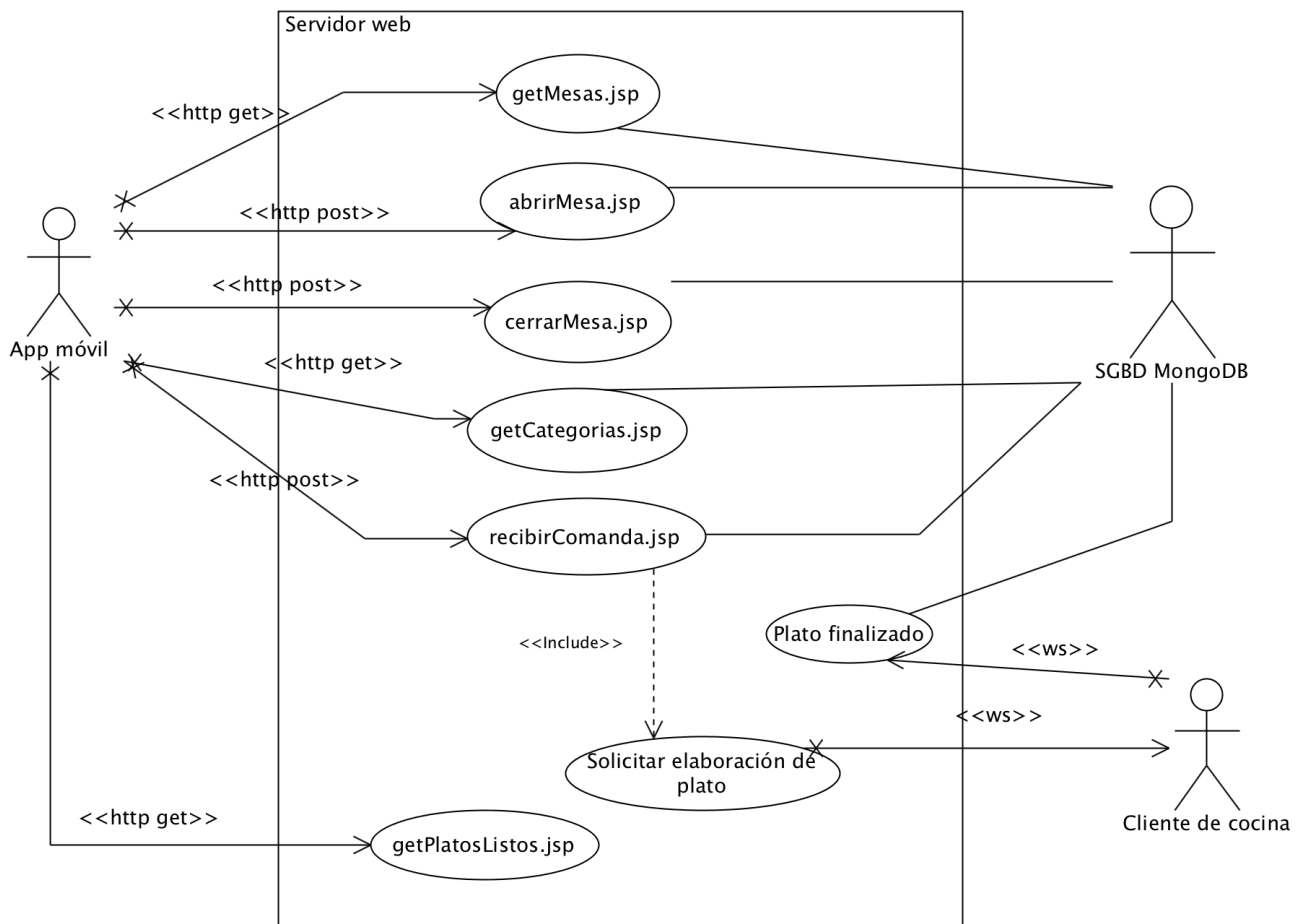 Servidor web
getMesas.jsp
<<http get>>
abrirMesa.jsp
<<http post>>
<<http post>>
cerrarMesa.jsp
App móvil
<<http get>>
SGBD MongoDB
getCategorias.jsp
<<http post>>
recibirComanda.jsp
Plato finalizado
<<Include>>
<<ws>>
<<ws>>
Solicitar elaboración de
plato
<<http get>>
Cliente de cocina
getPlatosListos.jsp